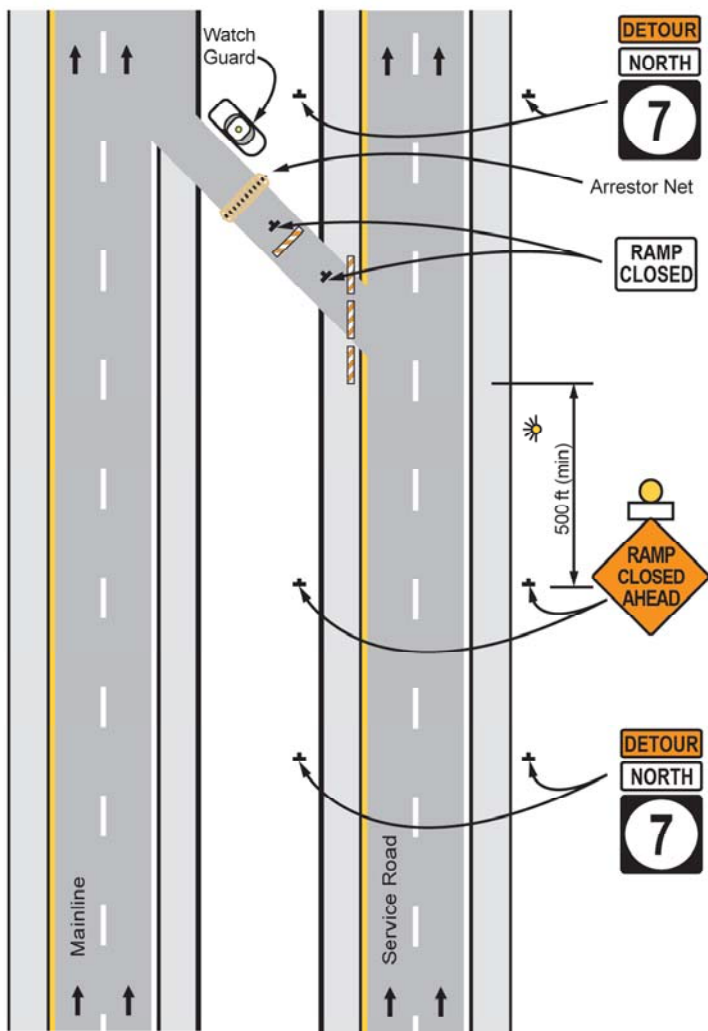 Watch
Guard
DETOUR
NORTH
7
Arrestor Net
RAMP
CLOSED
500 ft (min)
RAMP
CLOSED
AHEAD
DETOUR
NORTH
7
Mainline
Service Road